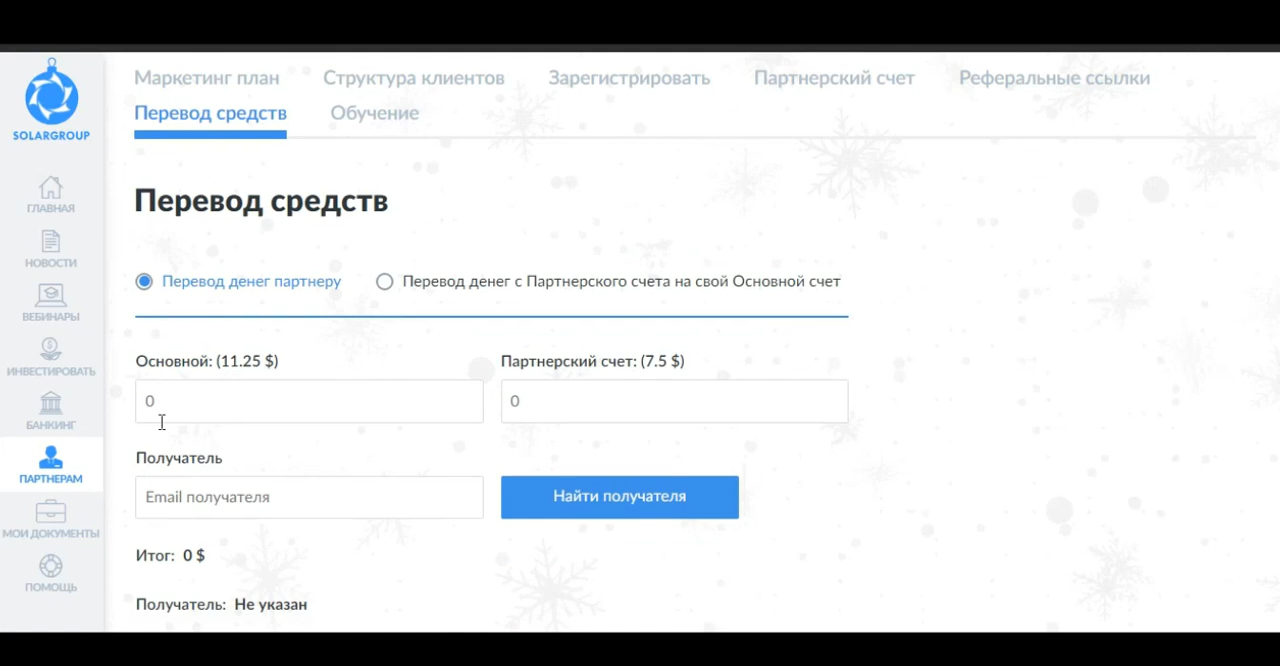 SOLARGROUP
ГЛАВНАЯ
НОВОСТИ
ВЕБИНАРЫ
ИНВЕСТИРОВАТЬ
БАНКИНГ
ПАРТНЕРАМ
МОИ ДОКУМЕНТЫ
ПОМОЩЬ
Маркетинг план Структура клиентов Зарегистрировать Партнерский счет Реферальные ссылки
Перевод средств Обучение
Перевод средств
Перевод денег партнеру Перевод денег с Партнерского счета на свой Основной счет
Основной: (11.25 $) Партнерский счет: (7.5 $)
0 0
Получатель
Email получателя Найти получателя
Итог: 0 $
Получатель: Не указан